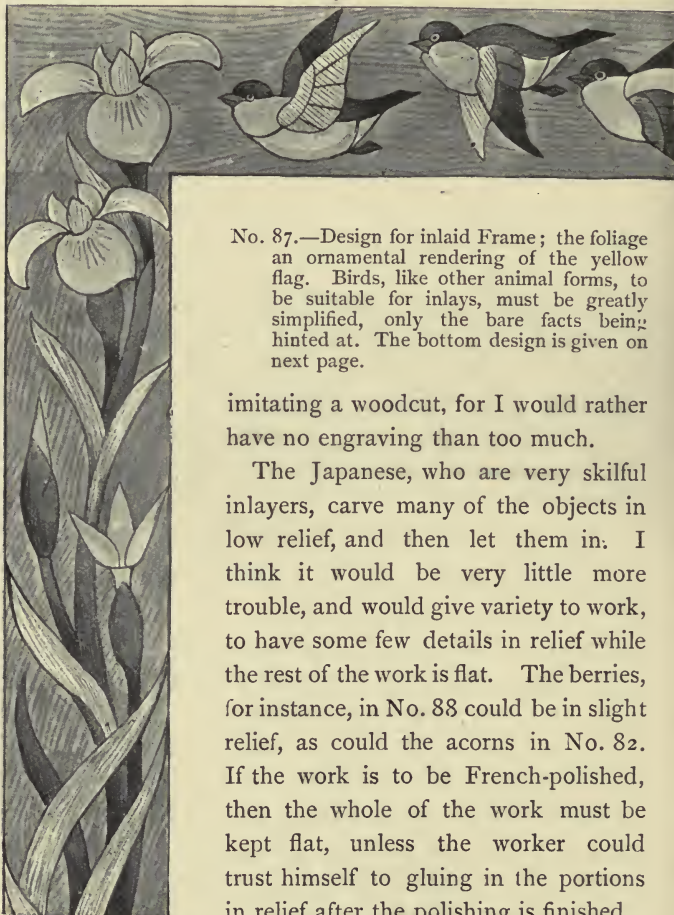 No. 87.—Design for inlaid Frame; the foliage
an ornamental rendering of the yellow
flag. Birds, like other animal forms, to
be suitable for inlays, must be greatly
simplified, only the bare facts being
hinted at. The bottom design is given on
next page.
imitating a woodcut, for I would rather
have no engraving than too much.
The Japanese, who are very skilful
inlayers, carve many of the objects in
low relief, and then let them in. I
think it would be very little more
trouble, and would give variety to work,
to have some few details in relief while
the rest of the work is flat. The berries,
for instance, in No. 88 could be in slight
relief, as could the acorns in No. 82.
If the work is to be French-polished,
then the whole of the work must be
kept flat, unless the worker could
trust himself to gluing in the portions
in relief after the polishing is finished